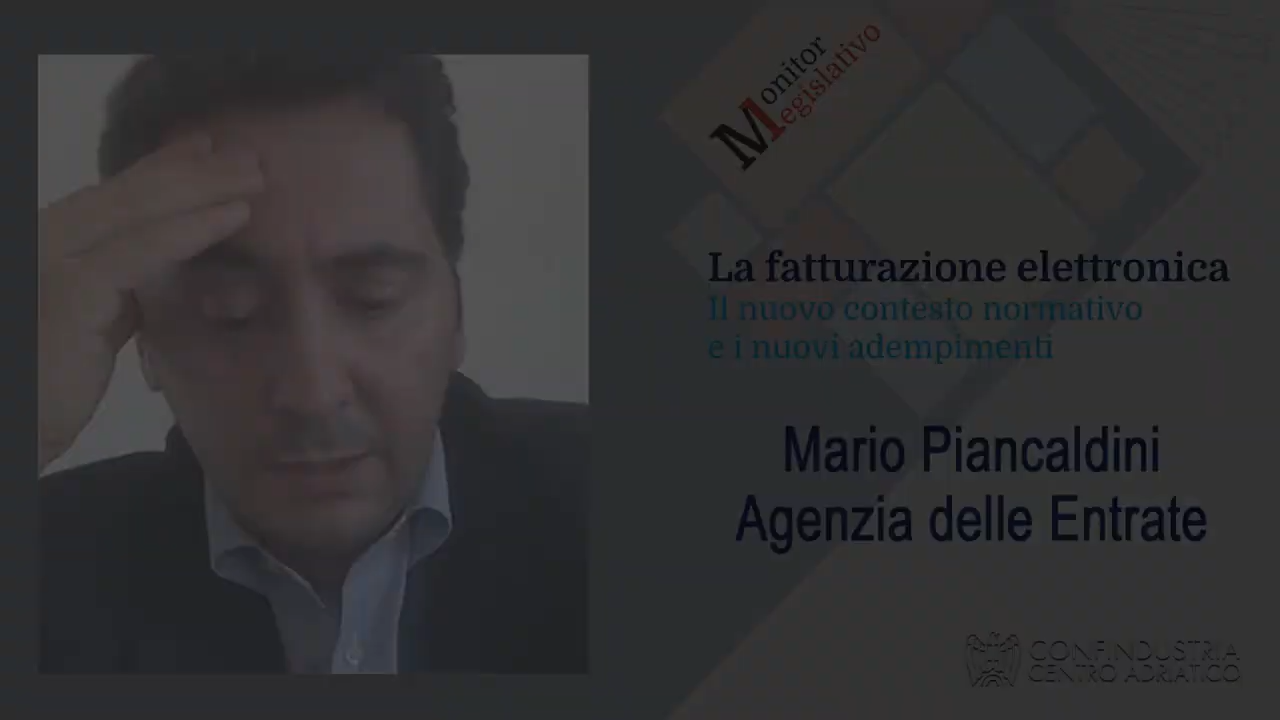 Monitor
Legislativo
La fatturazione elettronica
Il nuovo contesto normativo
e i nuovi adempimenti
Mario Piancaldini
Agenzia delle Entrate
CONFINDUSTRIA
CENTRO ADRIATICO